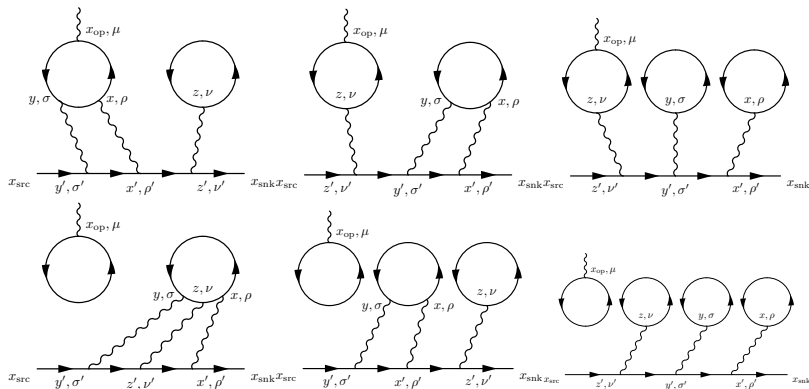 x_op, μ
y, σ x, ρ z, ν
x_src y′, σ′ x′, ρ′ z′, ν′ x_snk
x_op, μ
z, ν y, σ x, ρ
x_src z′, ν′ y′, σ′ x′, ρ′ x_snk
x_op, μ
z, ν y, σ x, ρ
x_src z′, ν′ y′, σ′ x′, ρ′ x_snk
x_op, μ
y, σ z, ν x, ρ
x_src y′, σ′ z′, ν′ x′, ρ′ x_snk
x_op, μ
y, σ x, ρ z, ν
x_src y′, σ′ x′, ρ′ z′, ν′ x_snk
x_op, μ
z, ν y, σ x, ρ
x_src z′, ν′ y′, σ′ x′, ρ′ x_snk